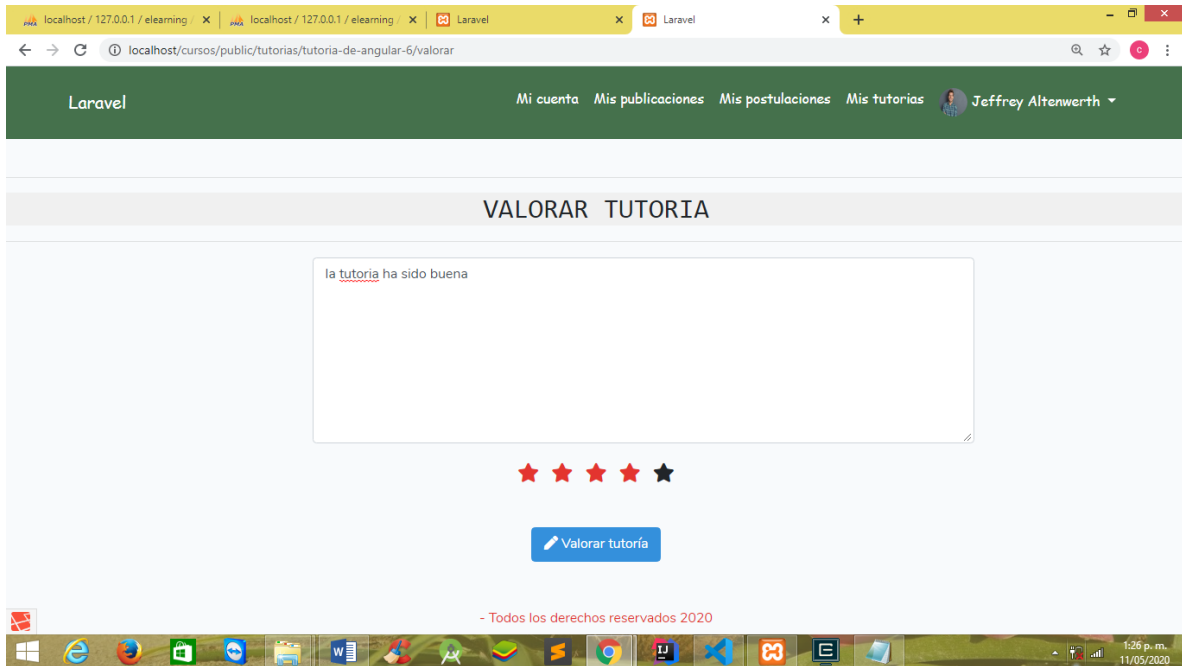 localhost / 127.0.0.1 / elearning /
localhost / 127.0.0.1 / elearning /
Laravel
Laravel
localhost/cursos/public/tutorias/tutoria-de-angular-6/valorar
C
Laravel
Mi cuenta Mis publicaciones Mis postulaciones Mis tutorias Jeffrey Altenwerth
VALORAR TUTORIA
la tutoria ha sido buena
Valorar tutoría
- Todos los derechos reservados 2020
1:26 p. m.
11/05/2020